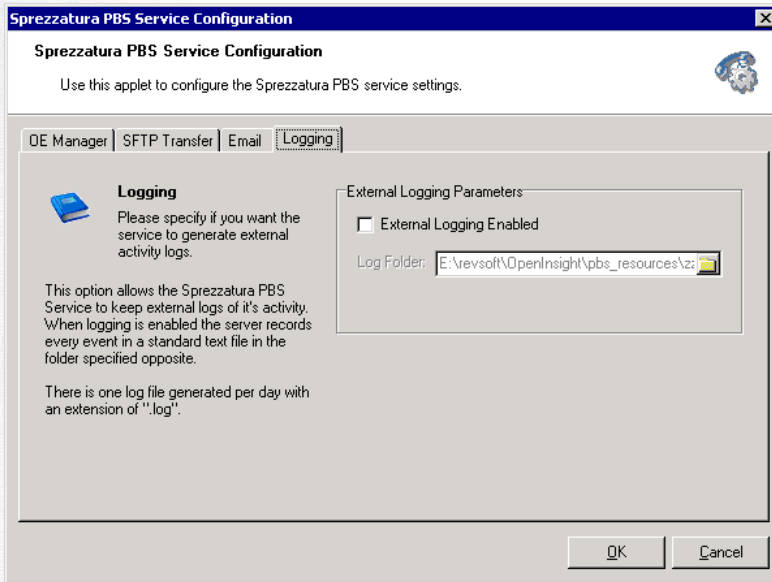 Sprezzatura PBS Service Configuration
Sprezzatura PBS Service Configuration
Use this applet to configure the Sprezzatura PBS service settings.
OE Manager SFTP Transfer Email Logging
Logging
Please specify if you want the
service to generate external
activity logs.
This option allows the Sprezzatura PBS
Service to keep external logs of it's activity.
When logging is enabled the server records
every event in a standard text file in the
folder specified opposite.
There is one log file generated per day with
an extension of ".log".
External Logging Parameters
External Logging Enabled
Log Folder: E:\revsoft\OpenInsight\pbs_resources\
OK Cancel